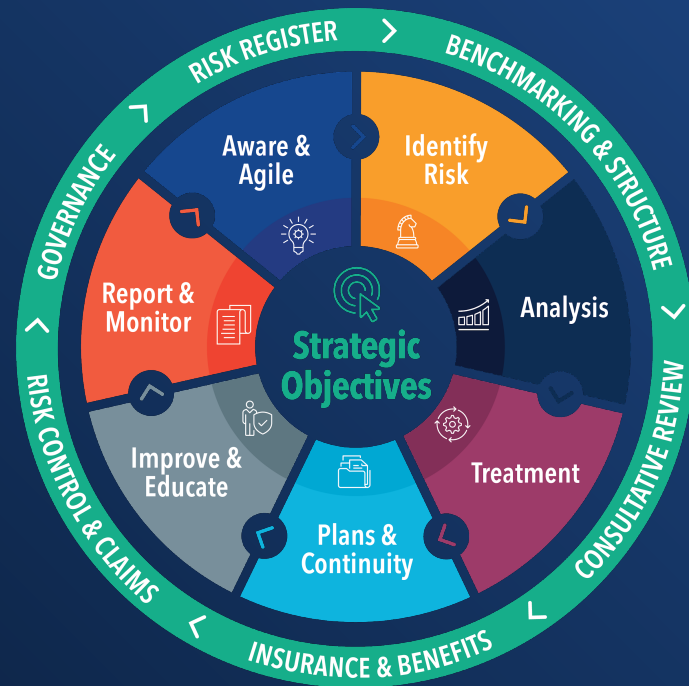 RISK REGISTER
BENCHMARKING & STRUCTURE
CONSULTATIVE REVIEW
INSURANCE & BENEFITS
RISK CONTROL & CLAIMS
GOVERNANCE
Aware &
Agile
Identify
Risk
Analysis
Treatment
Plans &
Continuity
Improve &
Educate
Report &
Monitor
Strategic
Objectives